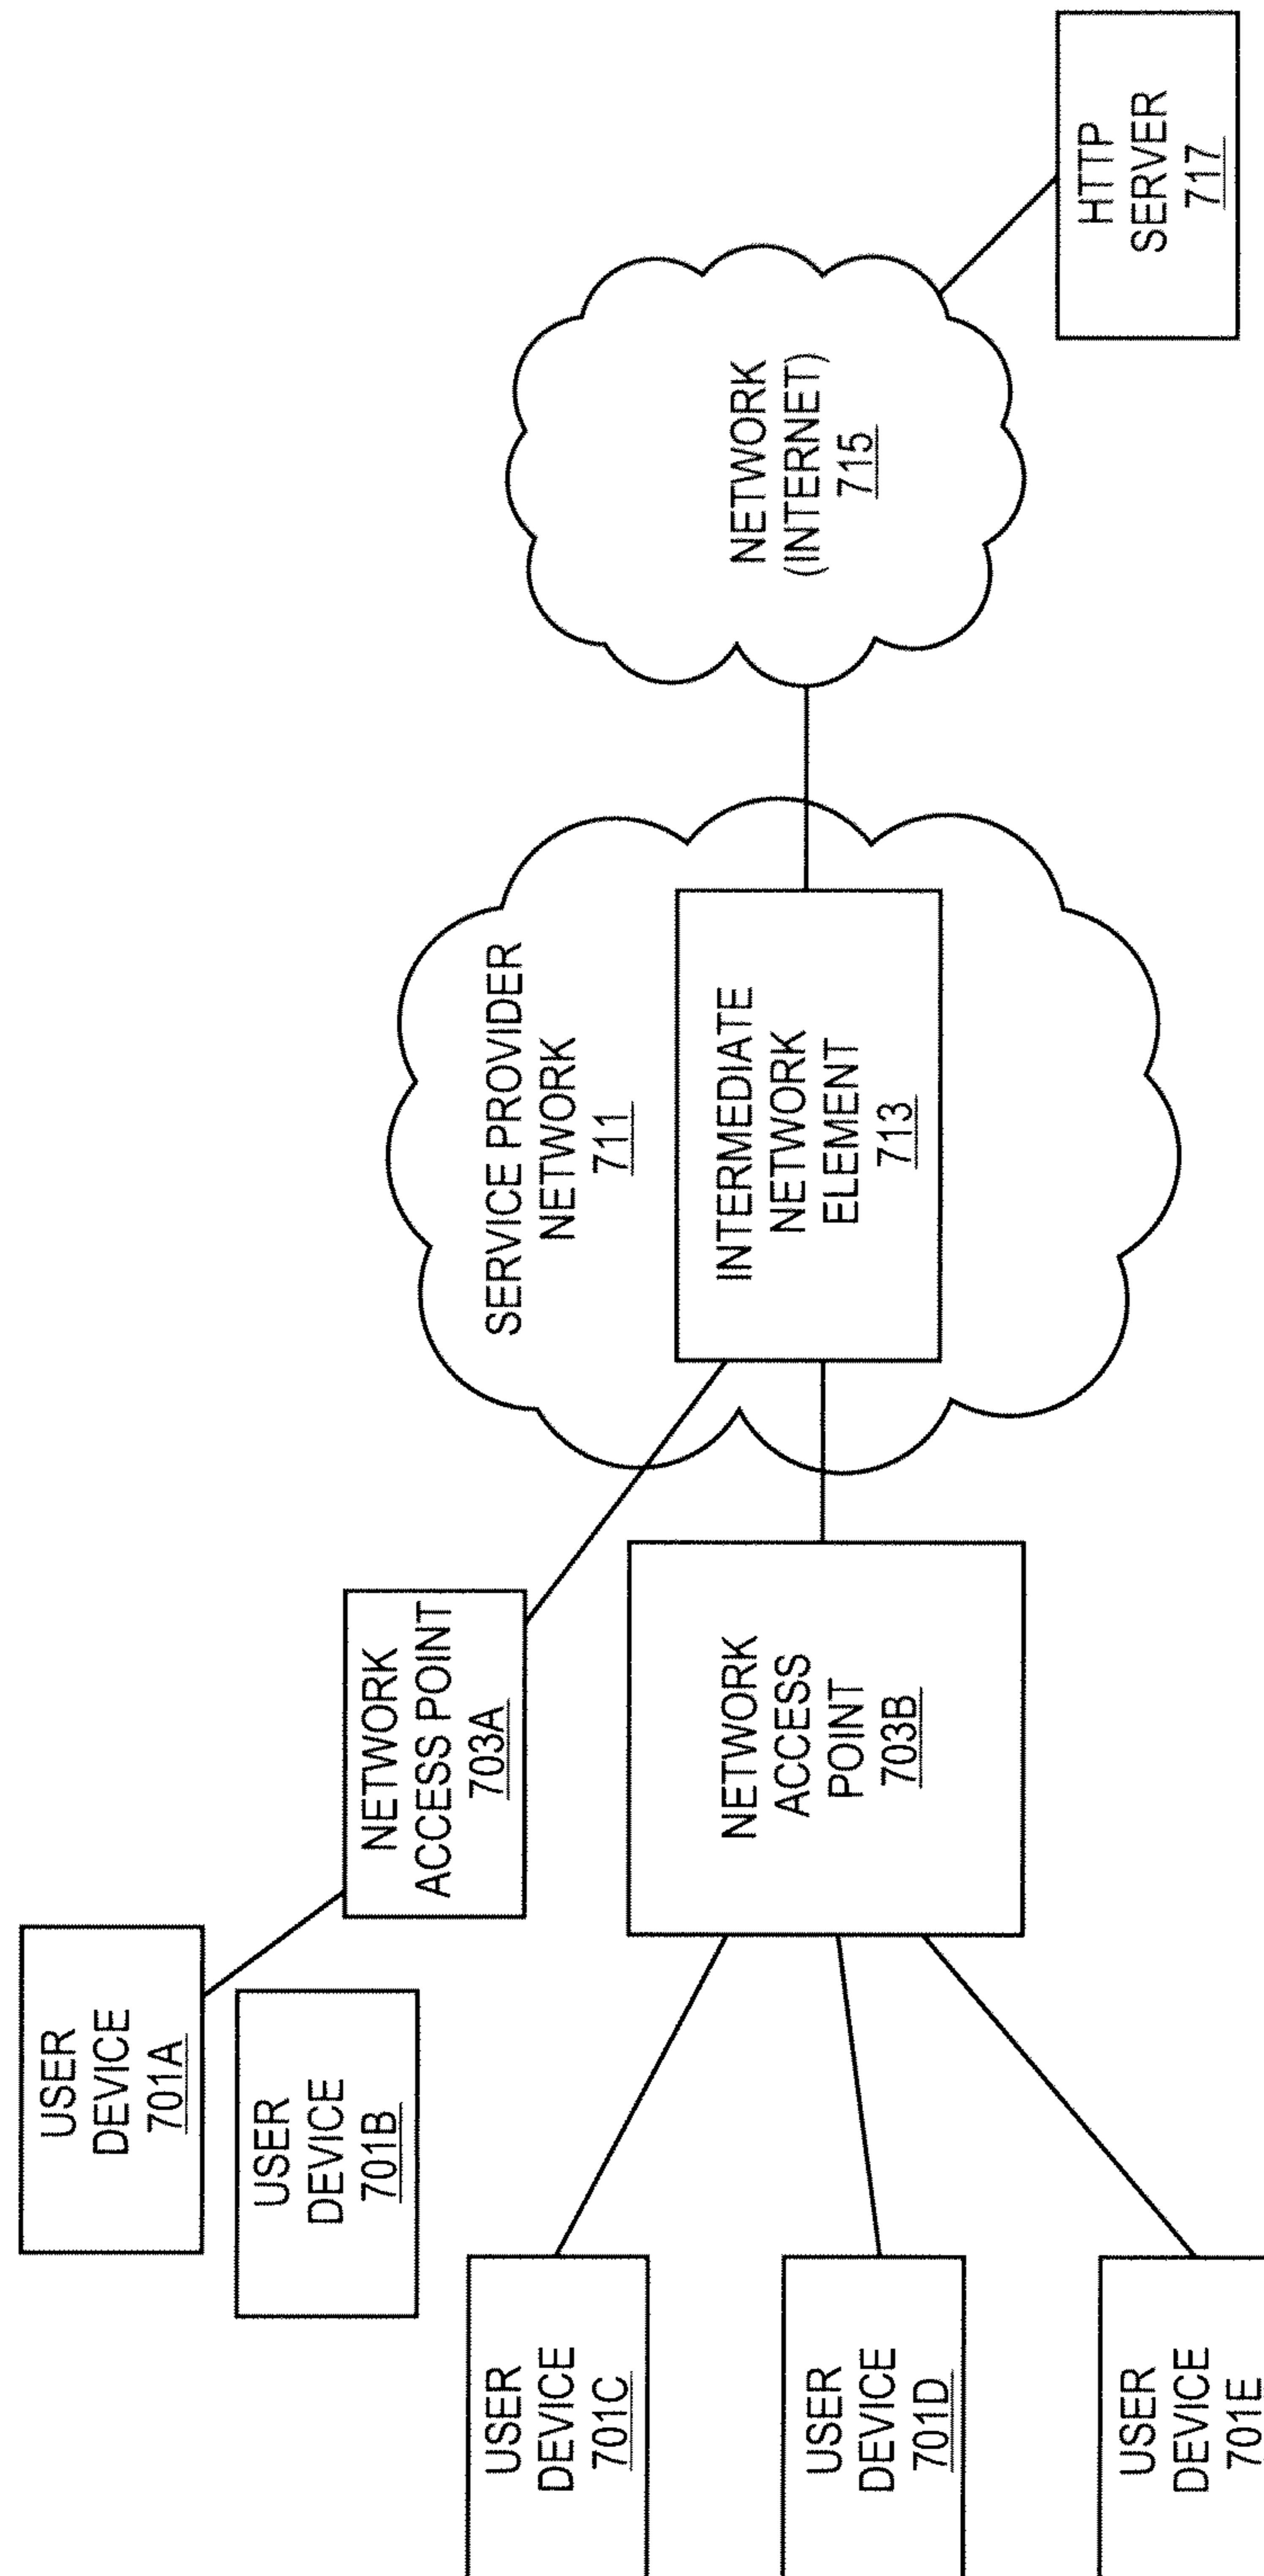 USER
DEVICE
701A
USER
DEVICE
701B
USER
DEVICE
701C
USER
DEVICE
701D
USER
DEVICE
701E
NETWORK
ACCESS POINT
703A
NETWORK
ACCESS
POINT
703B
SERVICE PROVIDER
NETWORK
711
INTERMEDIATE
NETWORK
ELEMENT
713
NETWORK
(INTERNET)
715
HTTP
SERVER
717